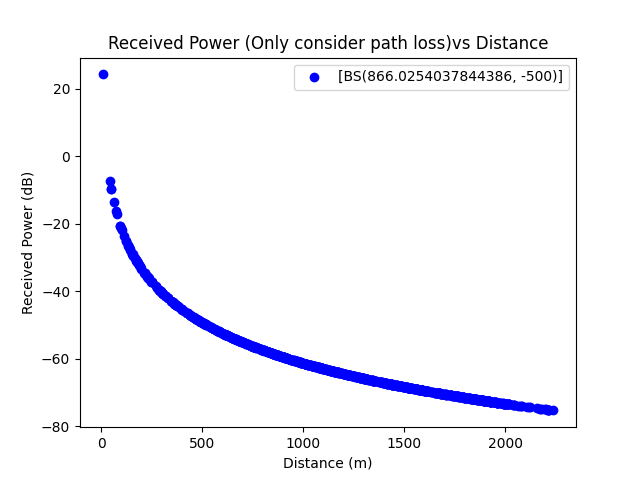 Received Power (Only consider path loss)vs Distance
[BS(866.0254037844386, -500)]
20
0
−20
−40
−60
−80
Received Power (dB)
0 500 1000 1500 2000
Distance (m)